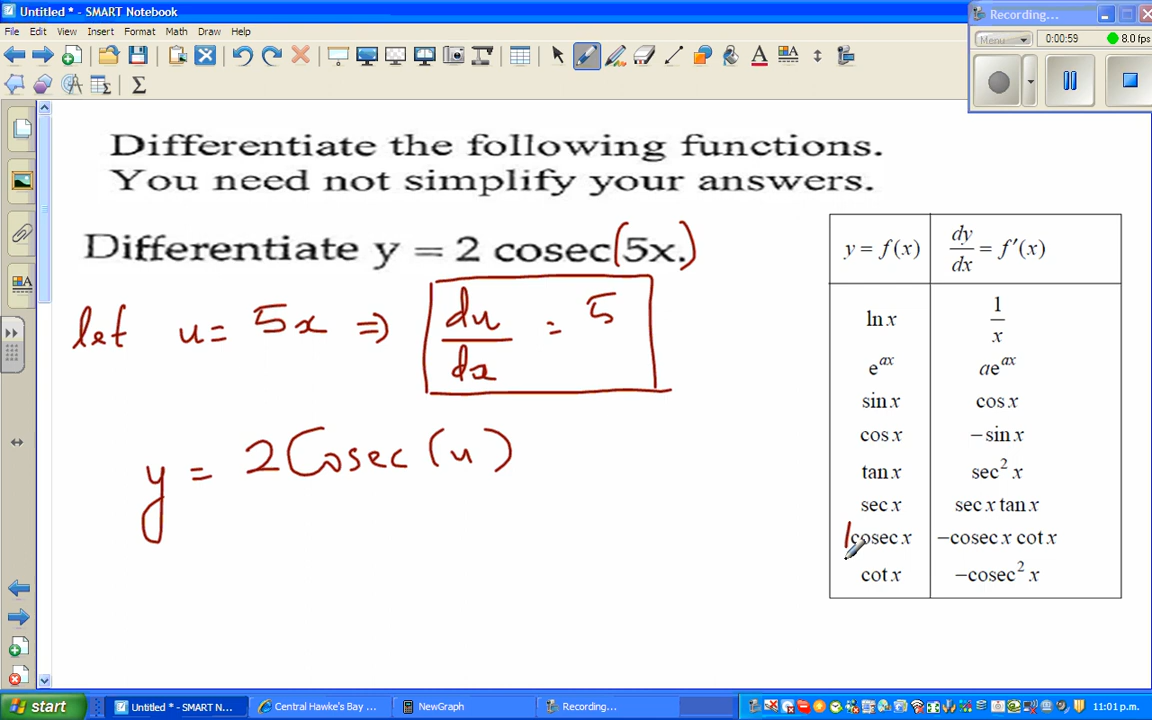 Untitled * - SMART Notebook
Recording...
File Edit View Insert Format Math Draw Help
Menu
0:00:59
8.0 fps
Differentiate the following functions.
You need not simplify your answers.
Differentiate y = 2 cosec(5x.)
let u = 5x ⇒ du/dx = 5
y = 2 Cosec (u)
y = f(x) dy/dx = f′(x)
ln x 1/x
e^ax ae^ax
sin x cos x
cos x −sin x
tan x sec² x
sec x sec x tan x
cosec x −cosec x cot x
cot x −cosec² x
start
Untitled * - SMART N...
Central Hawke's Bay ...
NewGraph
Recording...
11:01 p.m.